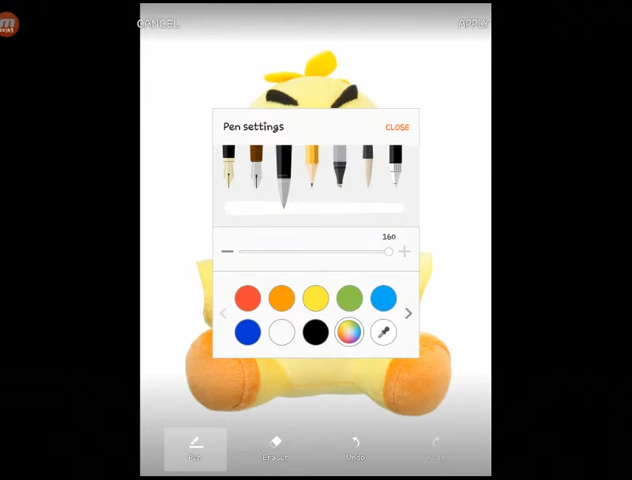 CANCEL
APPLY
Pen settings
CLOSE
160
Pen
Eraser
Undo